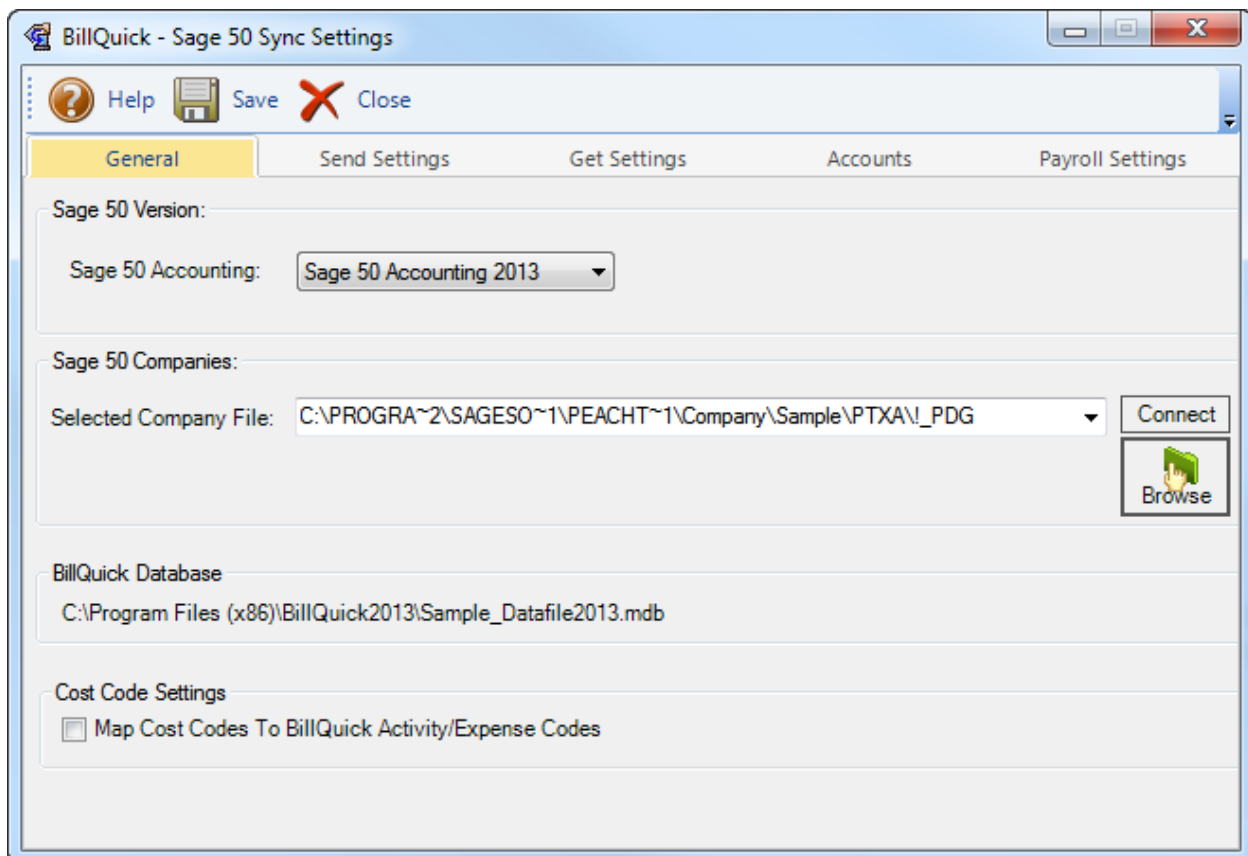 BillQuick - Sage 50 Sync Settings
Help Save Close
General Send Settings Get Settings Accounts Payroll Settings
Sage 50 Version:
Sage 50 Accounting: Sage 50 Accounting 2013
Sage 50 Companies:
Selected Company File: C:\PROGRA~2\SAGESO~1\PEACHT~1\Company\Sample\PTXA\!_PDG Connect
Browse
BillQuick Database
C:\Program Files (x86)\BillQuick2013\Sample_Datafile2013.mdb
Cost Code Settings
Map Cost Codes To BillQuick Activity/Expense Codes